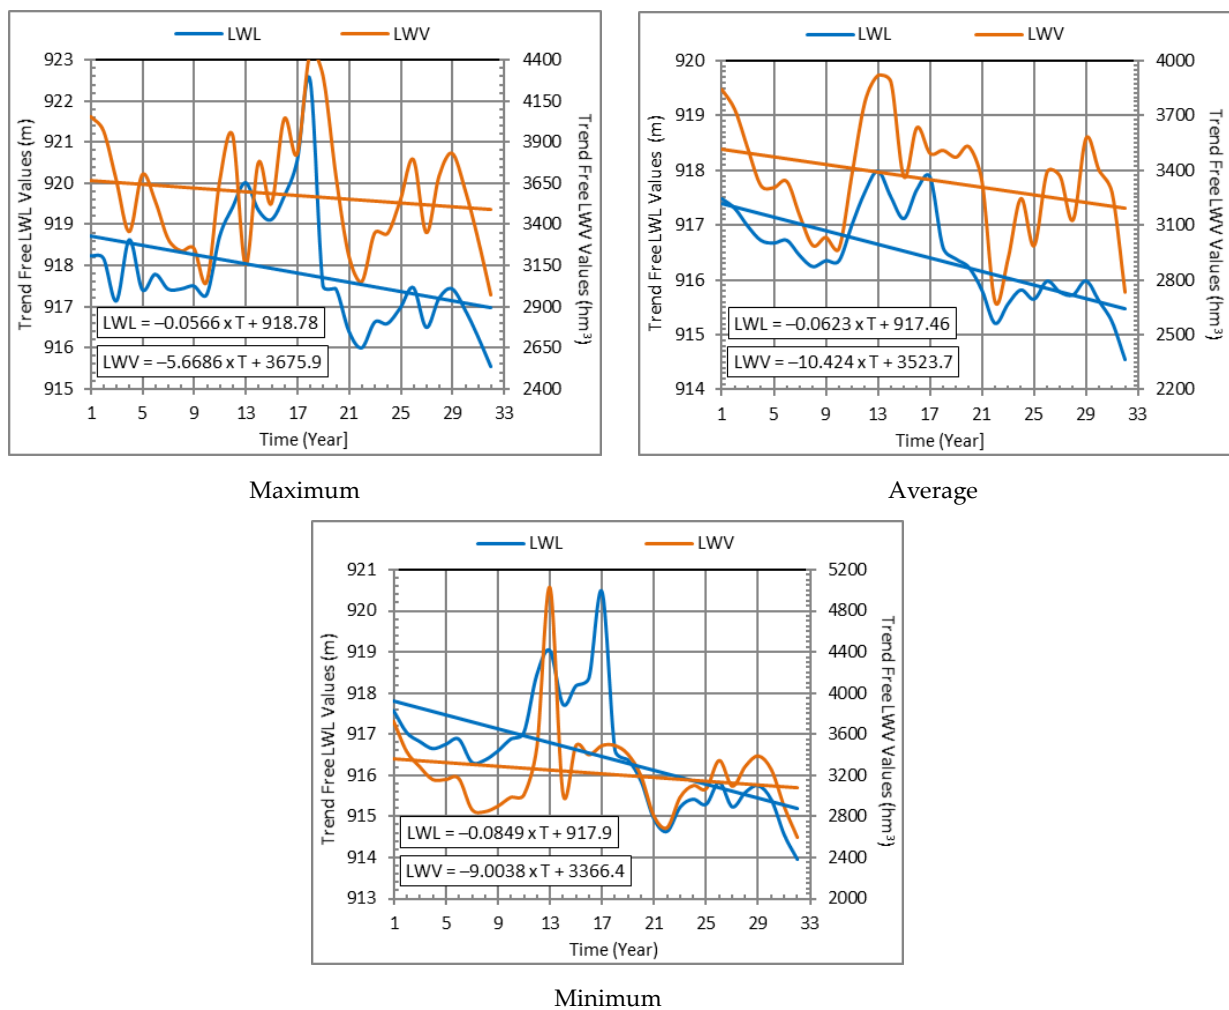 LWL LWV
923
922
921
920
919
918
917
916
915
Trend Free LWL Values (m)
4400
4150
3900
3650
3400
3150
2900
2650
2400
Trend Free LWV Values (hm³)
LWL = –0.0566 x T + 918.78
LWV = –5.6686 x T + 3675.9
1 5 9 13 17 21 25 29 33
Time (Year]
Maximum
LWL LWV
920
919
918
917
916
915
914
Trend Free LWL Values (m)
4000
3700
3400
3100
2800
2500
2200
Trend Free LWV Values (hm³)
LWL = –0.0623 x T + 917.46
LWV = –10.424 x T + 3523.7
1 5 9 13 17 21 25 29 33
Time (Year]
Average
LWL LWV
921
920
919
918
917
916
915
914
913
Trend Free LWL Values (m)
5200
4800
4400
4000
3600
3200
2800
2400
2000
Trend Free LWV Values (hm³)
LWL = –0.0849 x T + 917.9
LWV = –9.0038 x T + 3366.4
1 5 9 13 17 21 25 29 33
Time (Year)
Minimum